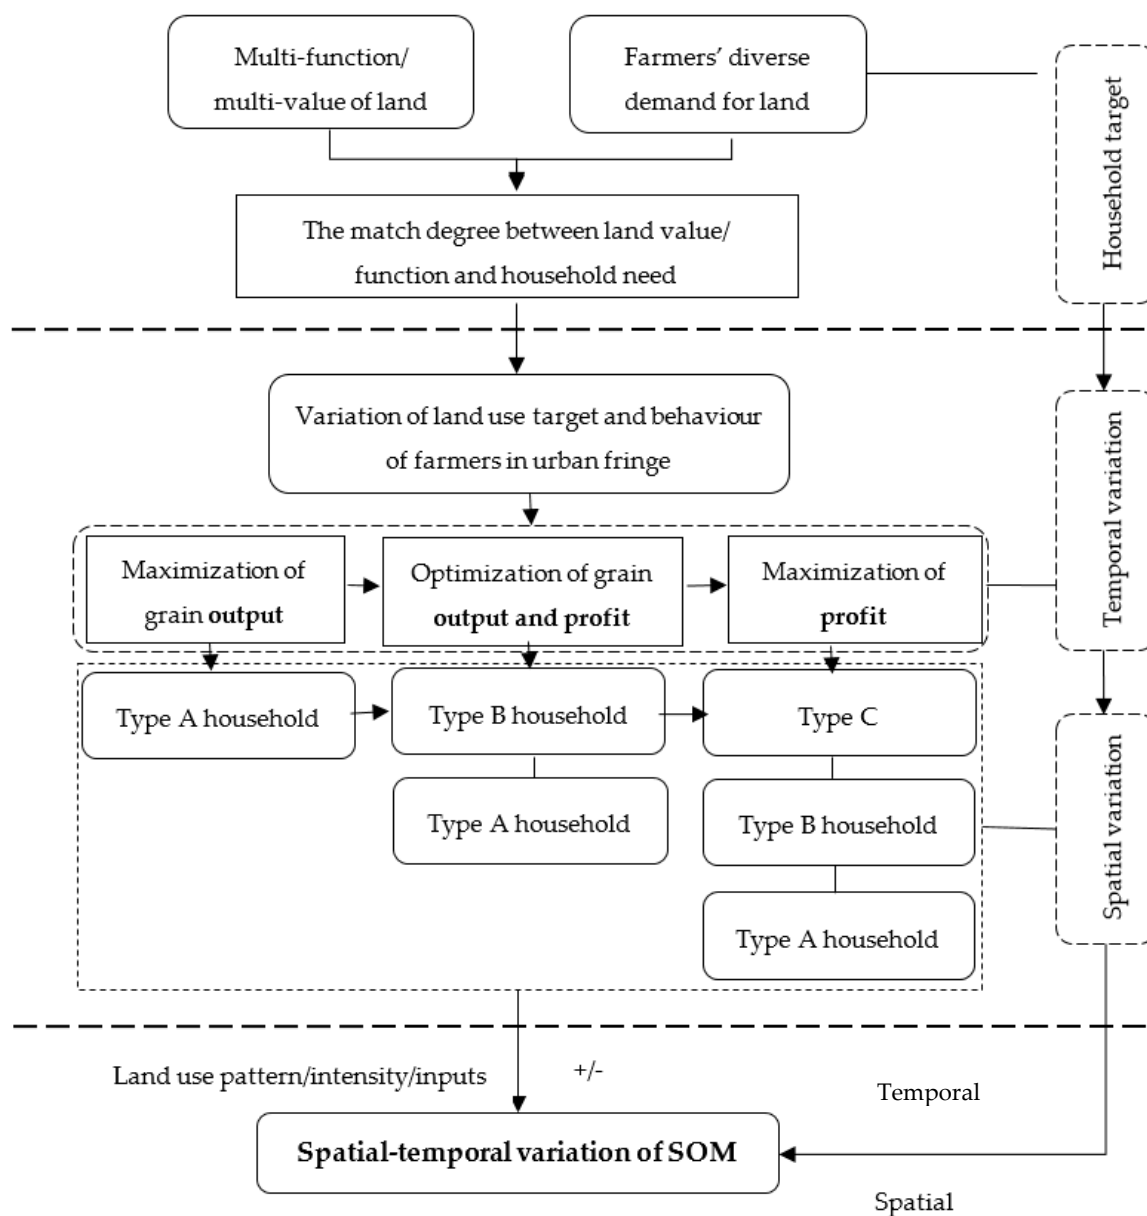 Multi-function/
multi-value of land
Farmers’ diverse
demand for land
Household target
The match degree between land value/
function and household need
Variation of land use target and behaviour
of farmers in urban fringe
Temporal variation
Maximization of
grain output
Optimization of grain
output and profit
Maximization of
profit
Type A household
Type B household
Type C
Type A household
Type B household
Type A household
Spatial variation
Land use pattern/intensity/inputs
+/-
Temporal
Spatial-temporal variation of SOM
Spatial